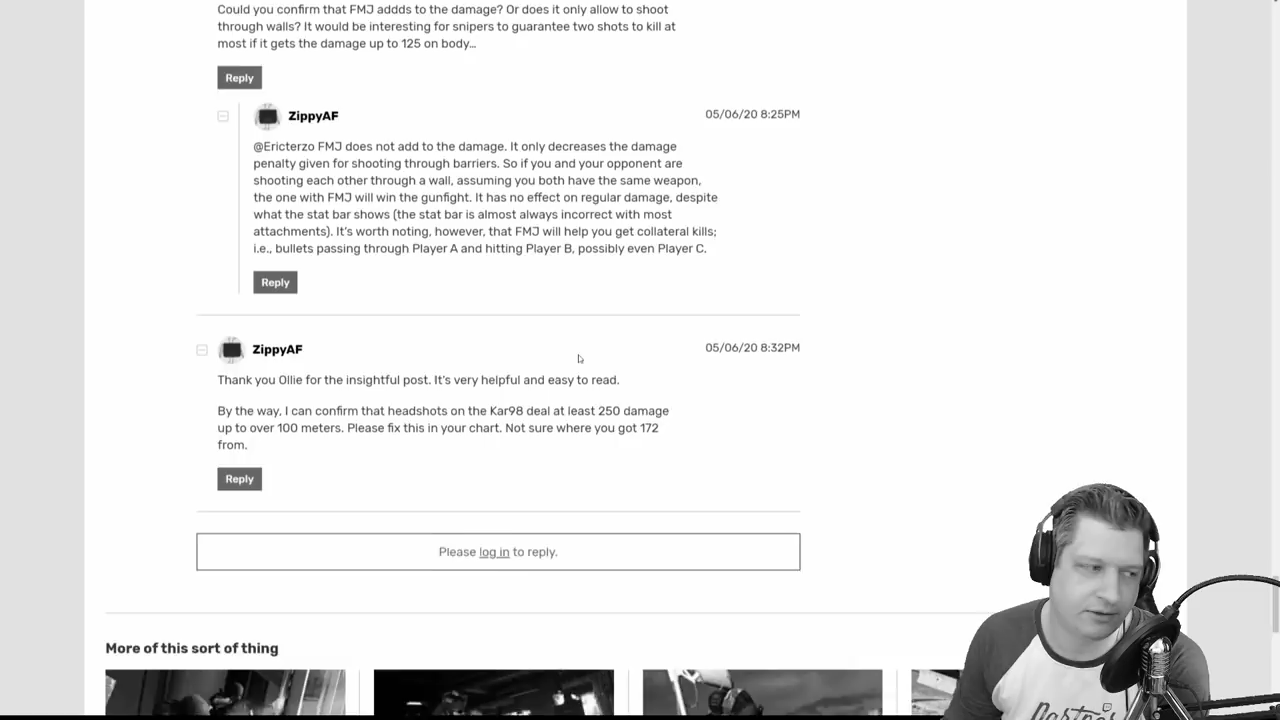 Could you confirm that FMJ addds to the damage? Or does it only allow to shoot
through walls? It would be interesting for snipers to guarantee two shots to kill at
most if it gets the damage up to 125 on body...
Reply
ZippyAF 05/06/20 8:25PM
@Ericterzo FMJ does not add to the damage. It only decreases the damage
penalty given for shooting through barriers. So if you and your opponent are
shooting each other through a wall, assuming you both have the same weapon,
the one with FMJ will win the gunfight. It has no effect on regular damage, despite
what the stat bar shows (the stat bar is almost always incorrect with most
attachments). It's worth noting, however, that FMJ will help you get collateral kills;
i.e., bullets passing through Player A and hitting Player B, possibly even Player C.
Reply
ZippyAF 05/06/20 8:32PM
Thank you Ollie for the insightful post. It's very helpful and easy to read.
By the way, I can confirm that headshots on the Kar98 deal at least 250 damage
up to over 100 meters. Please fix this in your chart. Not sure where you got 172
from.
Reply
Please log in to reply.
More of this sort of thing